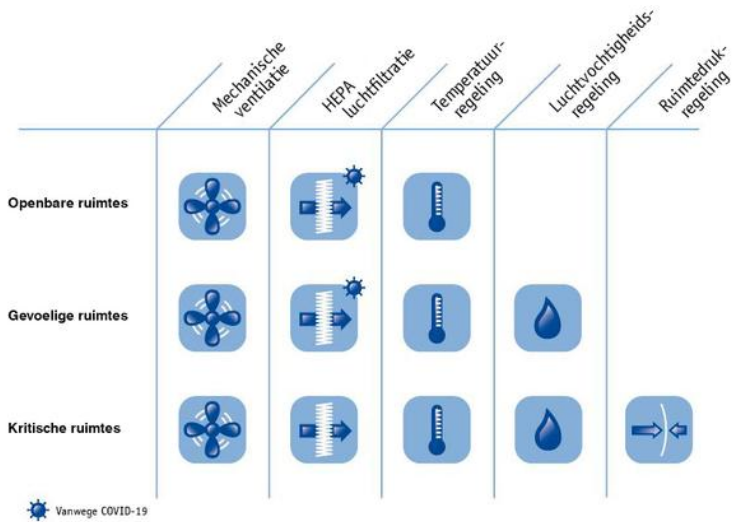 Mechanische
ventilatie
HEPA
luchtfiltratie
Temperatuur-
regeling
Luchtvochtigheids-
regeling
Ruimtedruk-
regeling
Openbare ruimtes
Gevoelige ruimtes
Kritische ruimtes
Vanwege COVID-19